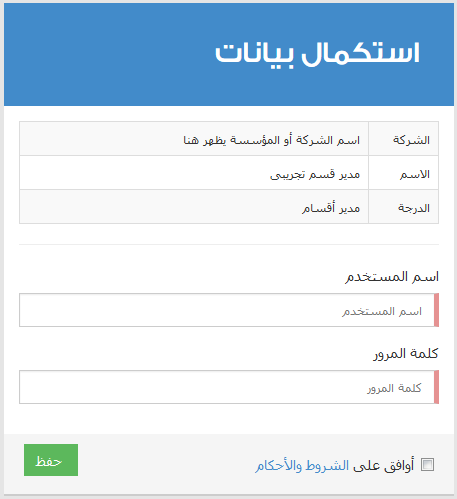 استكمال بيانات
الشركة اسم الشركة أو المؤسسة يظهر هنا
الاسم مدير قسم تجريبى
الدرجة مدير أقسام
اسم المستخدم
اسم المستخدم
كلمة المرور
كلمة المرور
أوافق على الشروط والأحكام
حفظ